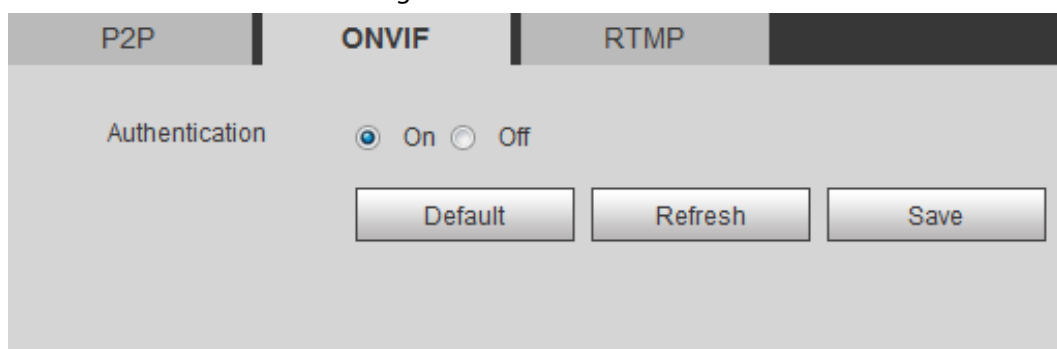 P2P ONVIF RTMP
Authentication On Off
Default Refresh Save